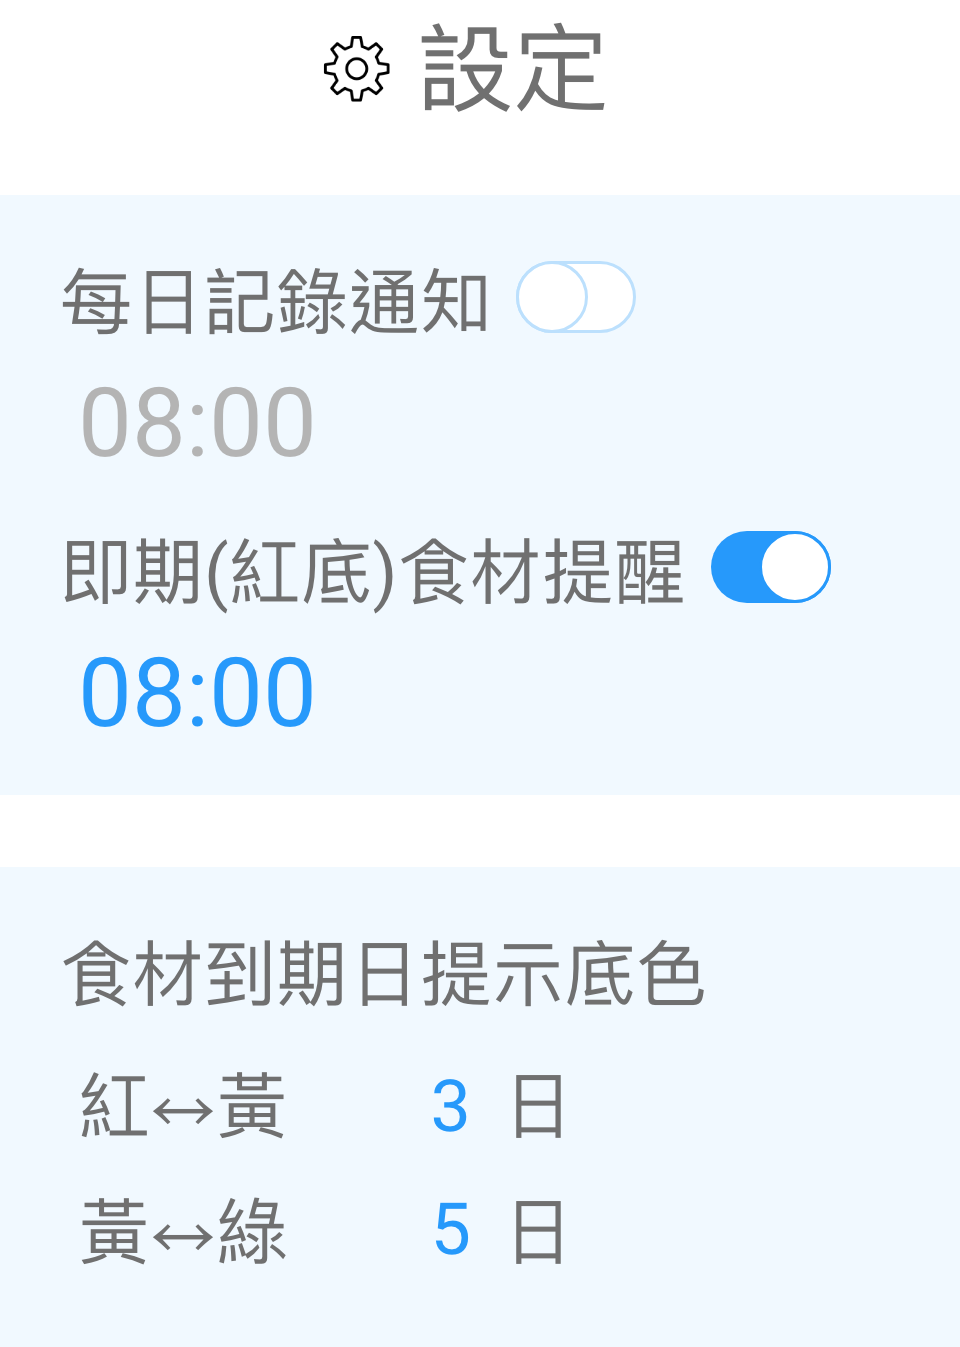 設定
每日記錄通知
08:00
即期(紅底)食材提醒
08:00
食材到期日提示底色
紅↔黃 3 日
黃↔綠 5 日